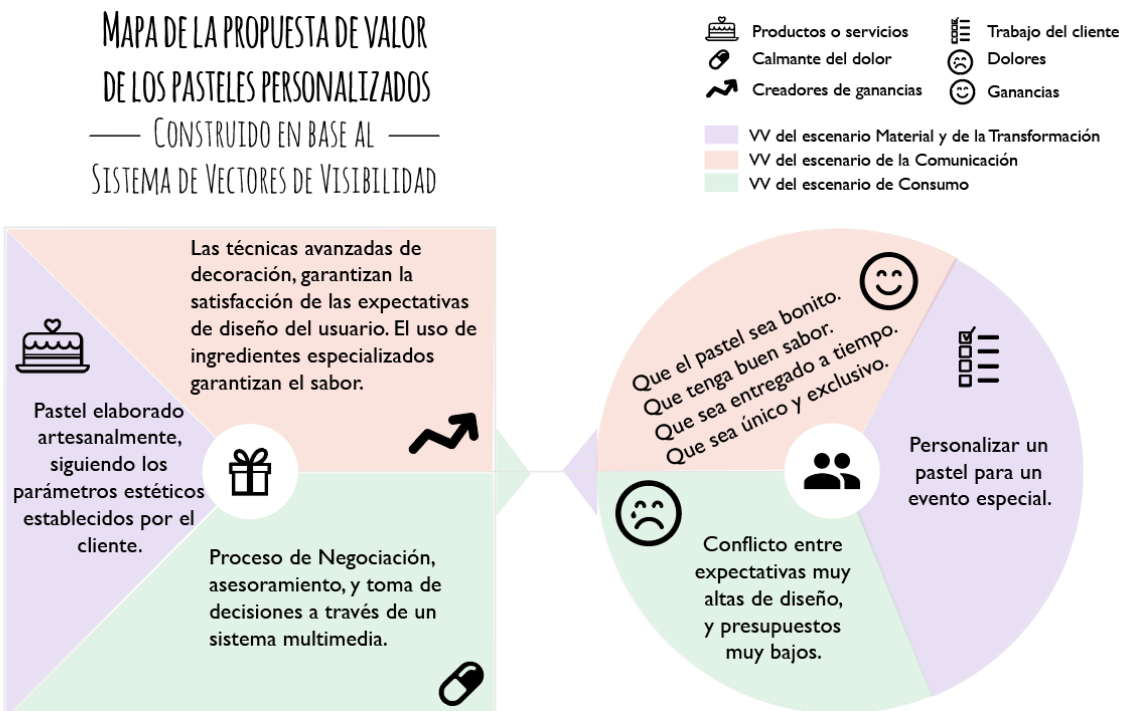 MAPA DE LA PROPUESTA DE VALOR
DE LOS PASTELES PERSONALIZADOS
CONSTRUIDO EN BASE AL
SISTEMA DE VECTORES DE VISIBILIDAD
Productos o servicios
Calmante del dolor
Creadores de ganancias
Trabajo del cliente
Dolores
Ganancias
VV del escenario Material y de la Transformación
VV del escenario de la Comunicación
VV del escenario de Consumo
Las técnicas avanzadas de
decoración, garantizan la
satisfacción de las expectativas
de diseño del usuario. El uso de
ingredientes especializados
garantizan el sabor.
Pastel elaborado
artesanalmente,
siguiendo los
parámetros estéticos
establecidos por el
cliente.
Proceso de Negociación,
asesoramiento, y toma de
decisiones a través de un
sistema multimedia.
Que el pastel sea bonito.
Que tenga buen sabor.
Que sea entregado a tiempo.
Que sea único y exclusivo.
Personalizar un
pastel para un
evento especial.
Conflicto entre
expectativas muy
altas de diseño,
y presupuestos
muy bajos.